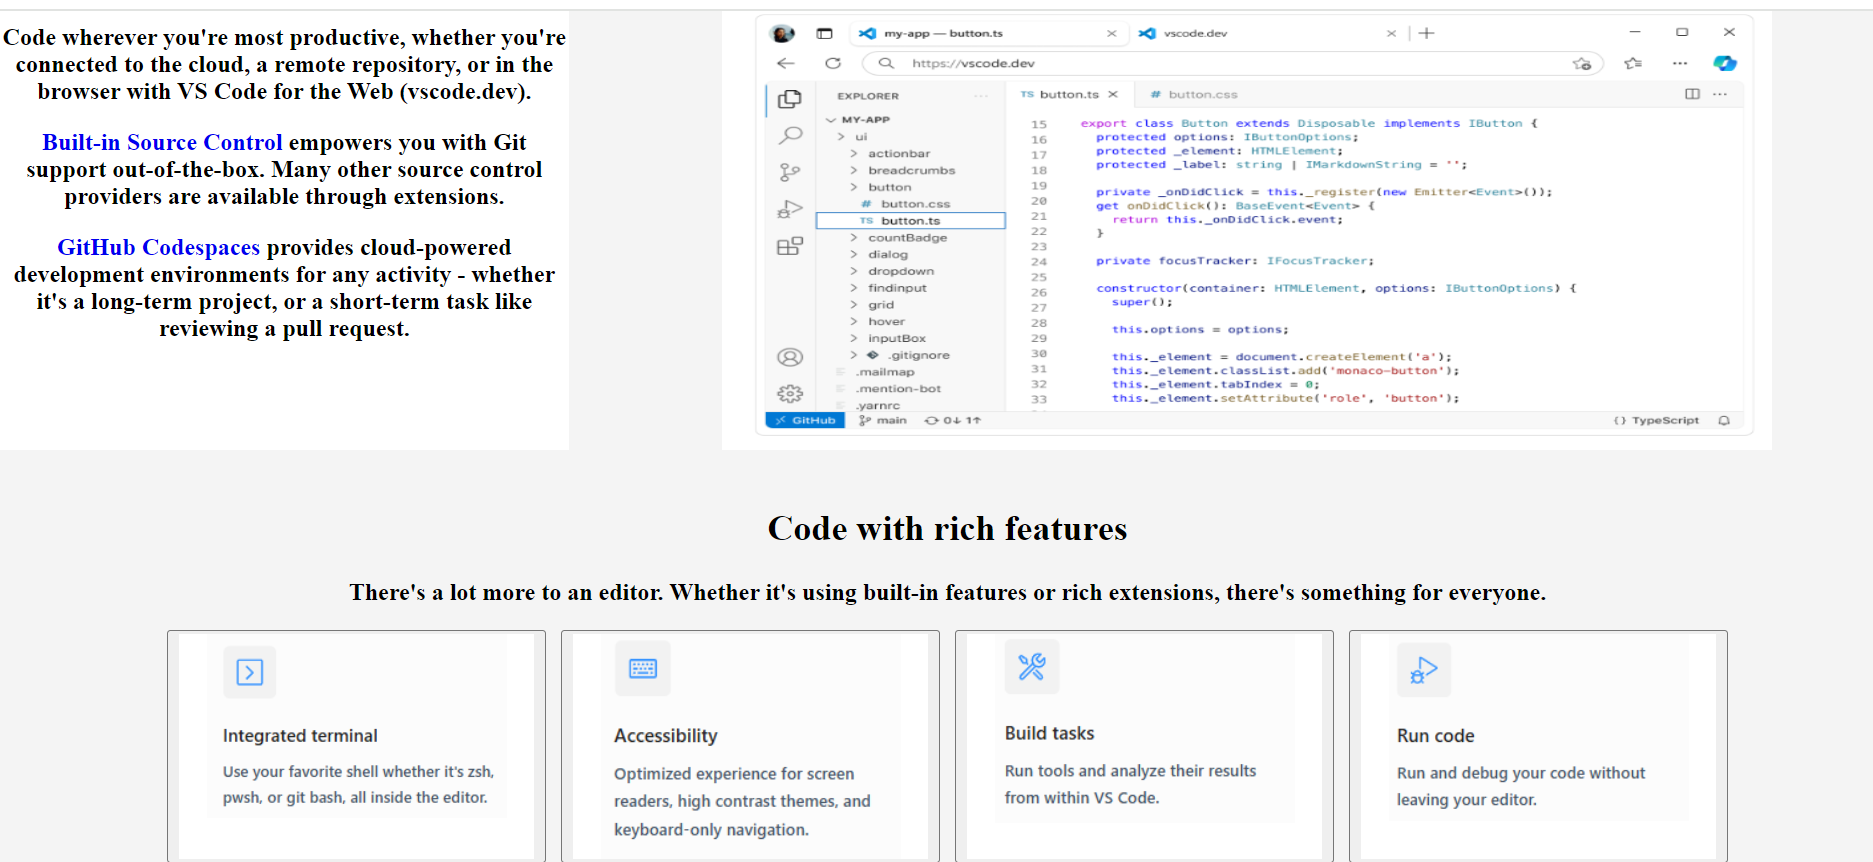 Code wherever you're most productive, whether you're
connected to the cloud, a remote repository, or in the
browser with VS Code for the Web (vscode.dev).
Built-in Source Control empowers you with Git
support out-of-the-box. Many other source control
providers are available through extensions.
GitHub Codespaces provides cloud-powered
development environments for any activity - whether
it's a long-term project, or a short-term task like
reviewing a pull request.
my-app — button.ts
vscode.dev
https://vscode.dev
EXPLORER
MY-APP
ui
actionbar
breadcrumbs
button
# button.css
TS button.ts
countBadge
dialog
dropdown
findinput
grid
hover
inputBox
.gitignore
.mailmap
.mention-bot
.yarnrc
TS button.ts
# button.css
15 export class Button extends Disposable implements IButton {
16 protected options: IButtonOptions;
17 protected _element: HTMLElement;
18 protected _label: string | IMarkdownString = '';
19
20 private _onDidClick = this._register(new Emitter<Event>());
21 get onDidClick(): BaseEvent<Event> {
22 return this._onDidClick.event;
23 }
24
25 private focusTracker: IFocusTracker;
26
27 constructor(container: HTMLElement, options: IButtonOptions) {
28 super();
29
30 this.options = options;
31
32 this._element = document.createElement('a');
33 this._element.classList.add('monaco-button');
this._element.tabIndex = 0;
this._element.setAttribute('role', 'button');
GitHub
main
0↓ 1↑
{} TypeScript
Code with rich features
There's a lot more to an editor. Whether it's using built-in features or rich extensions, there's something for everyone.
Integrated terminal
Use your favorite shell whether it's zsh,
pwsh, or git bash, all inside the editor.
Accessibility
Optimized experience for screen
readers, high contrast themes, and
keyboard-only navigation.
Build tasks
Run tools and analyze their results
from within VS Code.
Run code
Run and debug your code without
leaving your editor.